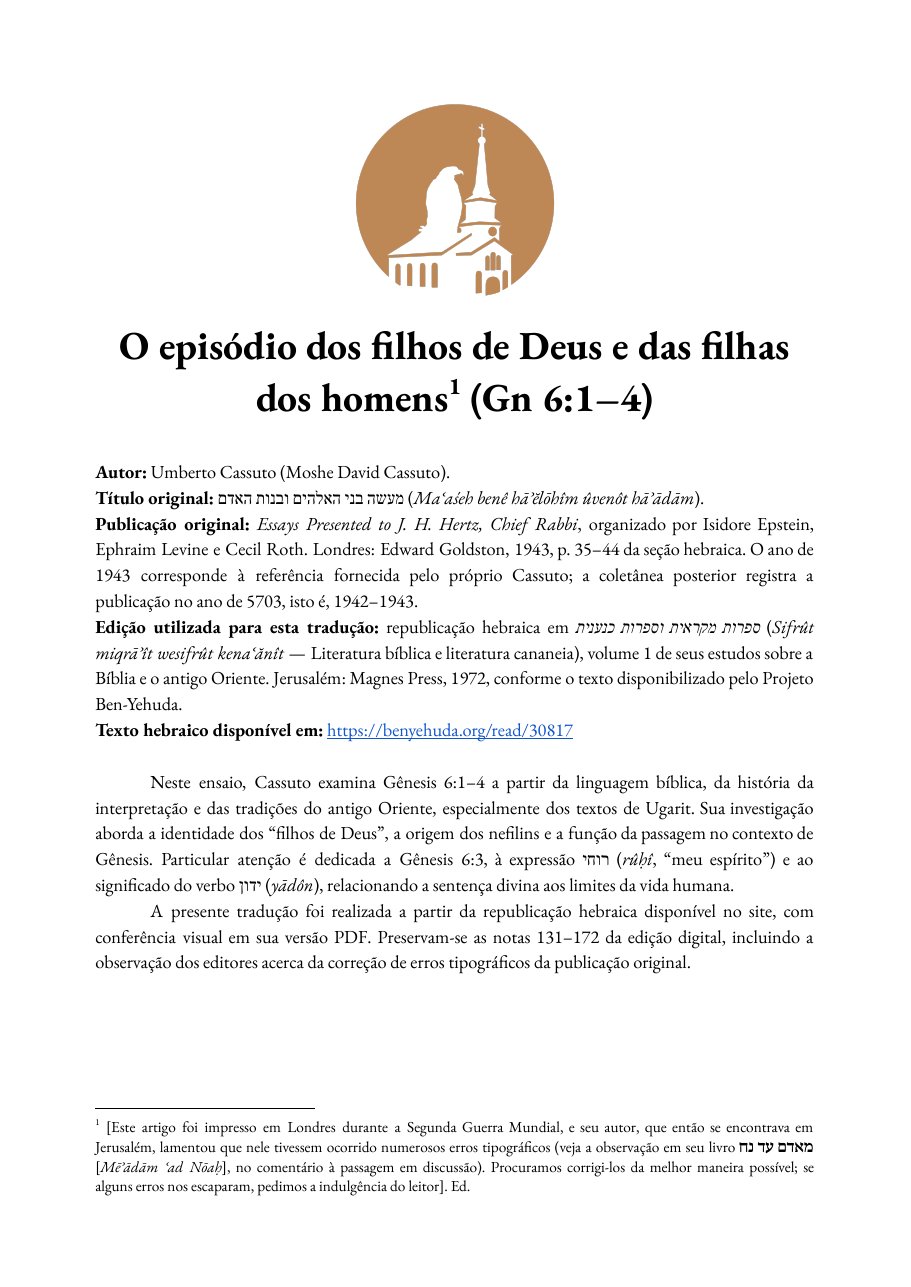 O episódio dos filhos de Deus e das filhas
dos homens1 (Gn 6:1–4)
Autor: Umberto Cassuto (Moshe David Cassuto).
Título original: מעשה בני האלהים ובנות האדם (Maʿaśeh benê hāʾĕlōhîm ûvenôt hāʾādām).
Publicação original: Essays Presented to J. H. Hertz, Chief Rabbi, organizado por Isidore Epstein,
Ephraim Levine e Cecil Roth. Londres: Edward Goldston, 1943, p. 35–44 da seção hebraica. O ano de
1943 corresponde à referência fornecida pelo próprio Cassuto; a coletânea posterior registra a
publicação no ano de 5703, isto é, 1942–1943.
Edição utilizada para esta tradução: republicação hebraica em ספרות מקראית וספרות כנענית (Sifrût
miqrāʾît wesifrût kenaʿănît — Literatura bíblica e literatura cananeia), volume 1 de seus estudos sobre a
Bíblia e o antigo Oriente. Jerusalém: Magnes Press, 1972, conforme o texto disponibilizado pelo Projeto
Ben-Yehuda.
Texto hebraico disponível em: https://benyehuda.org/read/30817
Neste ensaio, Cassuto examina Gênesis 6:1–4 a partir da linguagem bíblica, da história da
interpretação e das tradições do antigo Oriente, especialmente dos textos de Ugarit. Sua investigação
aborda a identidade dos “filhos de Deus”, a origem dos nefilins e a função da passagem no contexto de
Gênesis. Particular atenção é dedicada a Gênesis 6:3, à expressão רוחי (rûḥî, “meu espírito”) e ao
significado do verbo ידון (yādôn), relacionando a sentença divina aos limites da vida humana.
A presente tradução foi realizada a partir da republicação hebraica disponível no site, com
conferência visual em sua versão PDF. Preservam-se as notas 131–172 da edição digital, incluindo a
observação dos editores acerca da correção de erros tipográficos da publicação original.
1 [Este artigo foi impresso em Londres durante a Segunda Guerra Mundial, e seu autor, que então se encontrava em
Jerusalém, lamentou que nele tivessem ocorrido numerosos erros tipográficos (veja a observação em seu livro מאדם עד נח
[Mēʾādām ʿad Nōaḥ], no comentário à passagem em discussão). Procuramos corrigi-los da melhor maneira possível; se
alguns erros nos escaparam, pedimos a indulgência do leitor]. Ed.